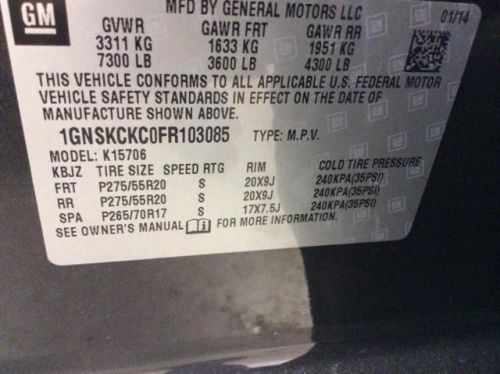 GM
MFD BY GENERAL MOTORS LLC
01/14
GVWR GAWR FRT GAWR RR
3311 KG 1633 KG 1951 KG
7300 LB 3600 LB 4300 LB
THIS VEHICLE CONFORMS TO ALL APPLICABLE U.S. FEDERAL MOTOR
VEHICLE SAFETY STANDARDS IN EFFECT ON THE DATE OF
MANUFACTURE SHOWN ABOVE.
1GNSKCKC0FR103085 TYPE: M.P.V.
MODEL: K15706
KBJZ TIRE SIZE SPEED RTG RIM COLD TIRE PRESSURE
FRT P275/55R20 S 20X9J 240KPA(35PSI)
RR P275/55R20 S 20X9J 240KPA(35PSI)
SPA P265/70R17 S 17X7.5J 240KPA(35PSI)
SEE OWNER'S MANUAL FOR MORE INFORMATION.